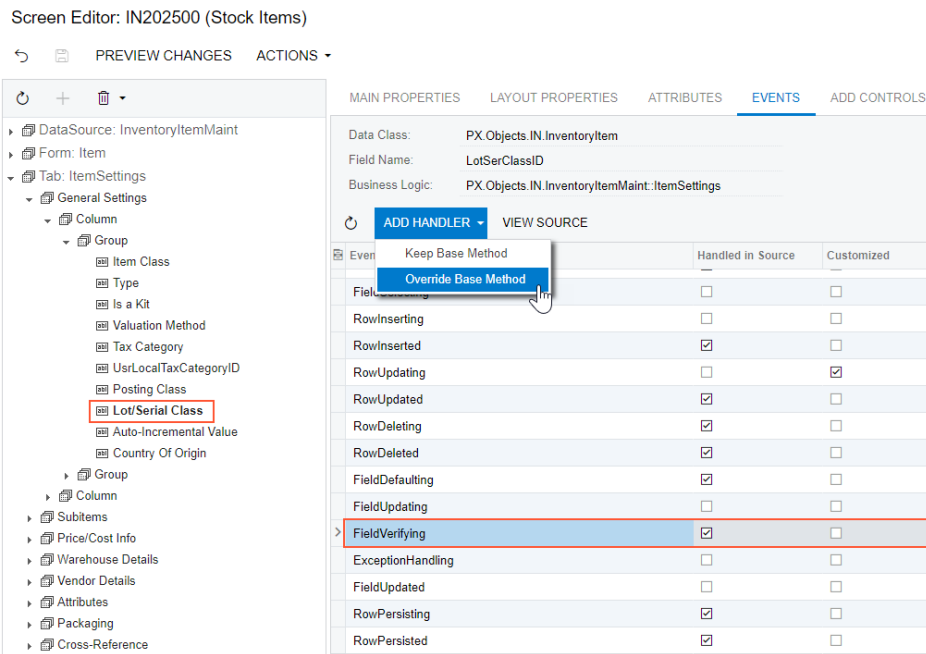 Screen Editor: IN202500 (Stock Items)
PREVIEW CHANGES ACTIONS
DataSource: InventoryItemMaint
Form: Item
Tab: ItemSettings
General Settings
Column
Group
Item Class
Type
Is a Kit
Valuation Method
Tax Category
UsrLocalTaxCategoryID
Posting Class
Lot/Serial Class
Auto-Incremental Value
Country Of Origin
Group
Column
Subitems
Price/Cost Info
Warehouse Details
Vendor Details
Attributes
Packaging
Cross-Reference
MAIN PROPERTIES LAYOUT PROPERTIES ATTRIBUTES EVENTS ADD CONTROLS
Data Class: PX.Objects.IN.InventoryItem
Field Name: LotSerClassID
Business Logic: PX.Objects.IN.InventoryItemMaint::ItemSettings
ADD HANDLER VIEW SOURCE
Keep Base Method
Override Base Method
Even Handled in Source Customized
RowInserting
RowInserted
RowUpdating
RowUpdated
RowDeleting
RowDeleted
FieldDefaulting
FieldUpdating
FieldVerifying
ExceptionHandling
FieldUpdated
RowPersisting
RowPersisted